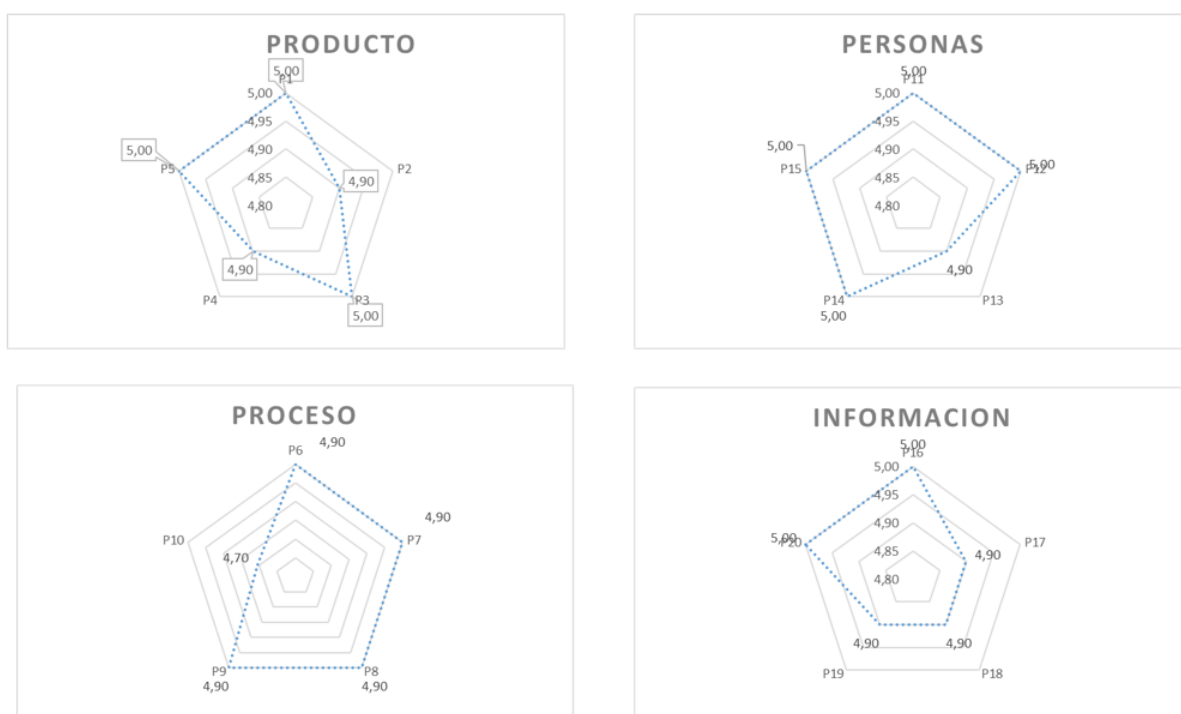 PRODUCTO
5,00
P1
5,00
4,95
4,90
4,85
4,80
P2
4,90
P3
5,00
P4
4,90
P5
5,00
PERSONAS
5,00
P11
5,00
4,95
4,90
4,85
4,80
P12
5,00
P13
4,90
P14
5,00
P15
5,00
PROCESO
P6
4,90
P7
4,90
P8
4,90
P9
4,90
P10
4,70
INFORMACION
5,00
P16
5,00
4,95
4,90
4,85
4,80
P17
4,90
P18
4,90
P19
4,90
P20
5,00